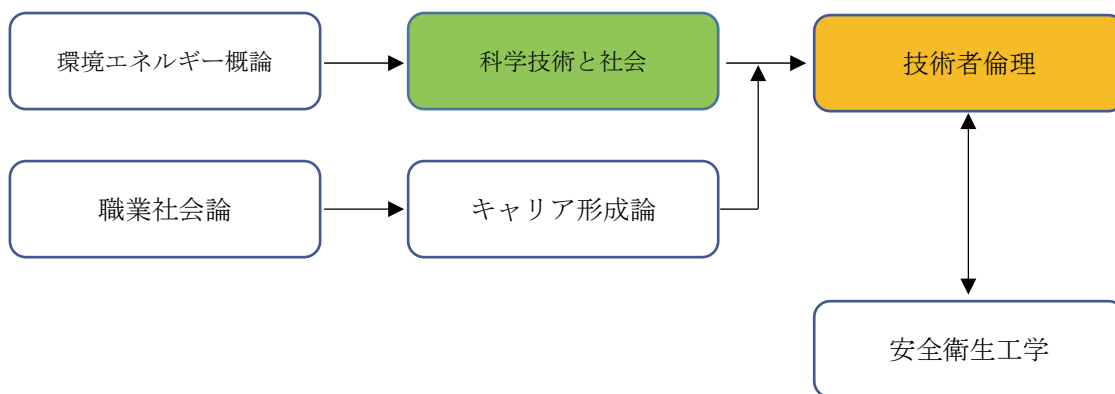 環境エネルギー概論
科学技術と社会
技術者倫理
職業社会論
キャリア形成論
安全衛生工学